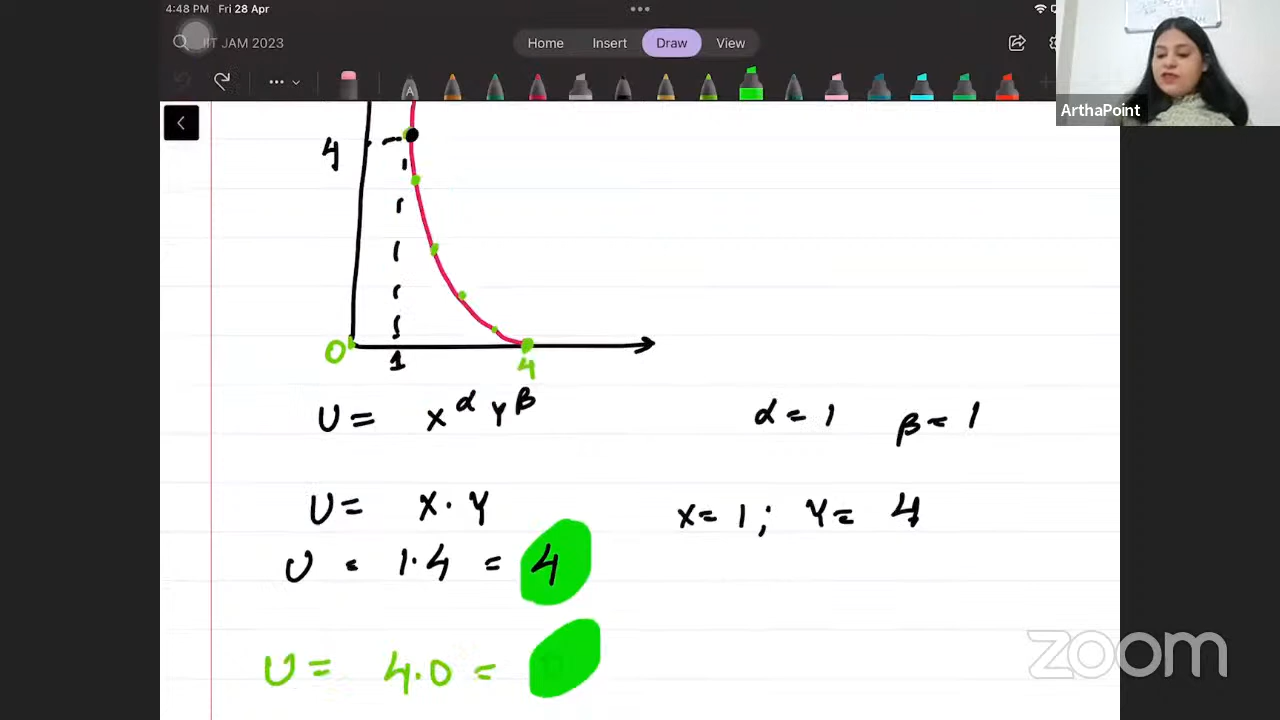 4:48 PM Fri 28 Apr
IIT JAM 2023
Home Insert Draw View
A
ArthaPoint
4
0
1
4
U = X^α Y^β
α = 1 β = 1
U = X · Y
X = 1 ; Y = 4
U = 1 · 4 = 4
U = 4 . 0 =
zoom